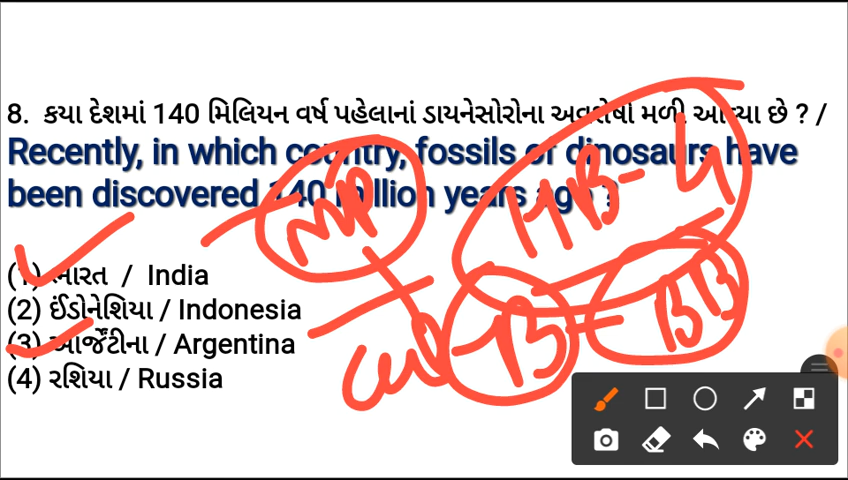 8. કયા દેશમાં 140 મિલિયન વર્ષ પહેલાનાં ડાયનેસોરોના અવશેષો મળી આવ્યા છે ? /
Recently, in which country, fossils of dinosaurs have
been discovered 140 million years ago ?
MP
(1) ભારત / India
(2) ઈંડોનેશિયા / Indonesia
(3) આર્જેંટીના / Argentina
(4) રશિયા / Russia